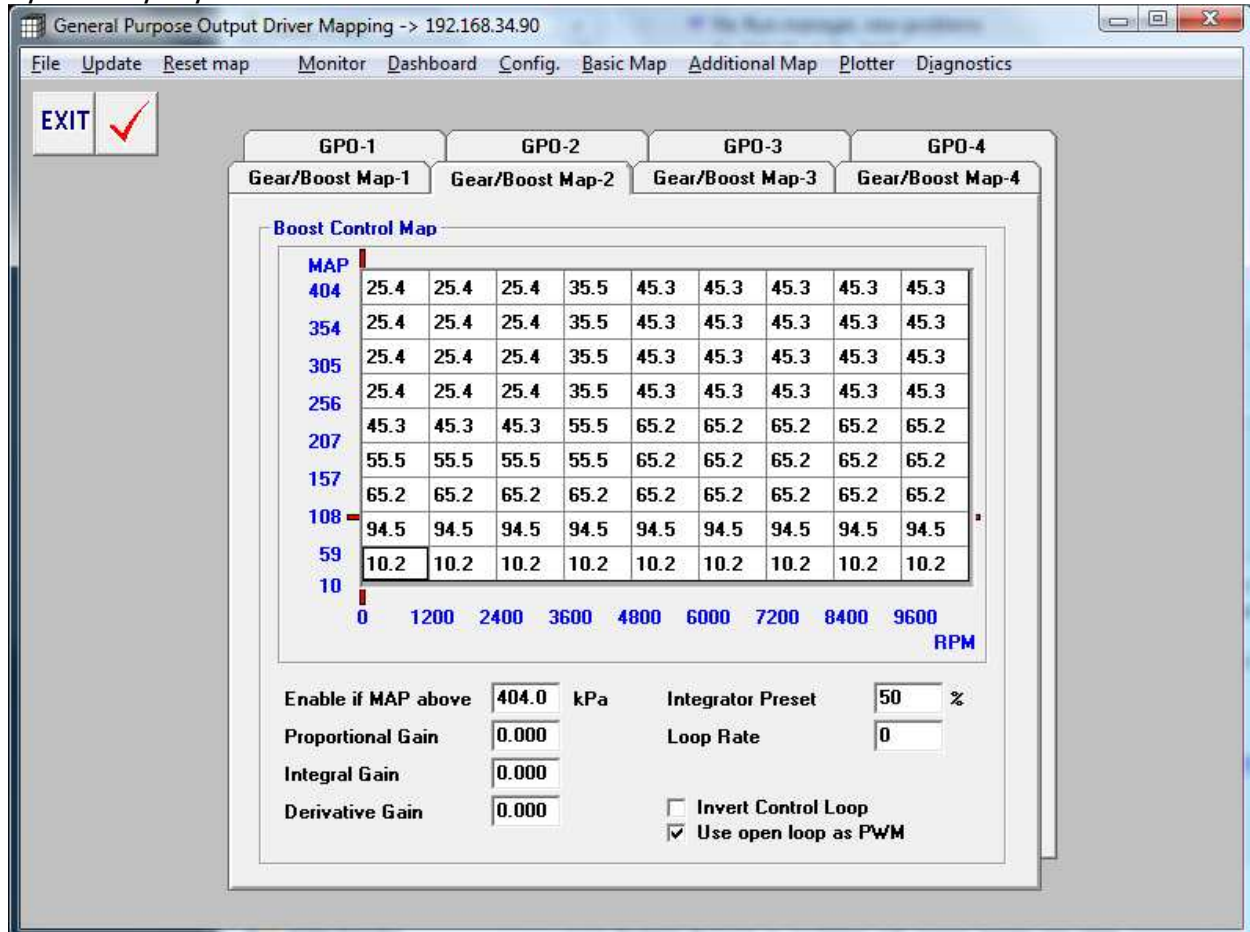 General Purpose Output Driver Mapping -> 192.168.34.90
File Update Reset map Monitor Dashboard Config. Basic Map Additional Map Plotter Diagnostics
EXIT
GPO-1 GPO-2 GPO-3 GPO-4
Gear/Boost Map-1 Gear/Boost Map-2 Gear/Boost Map-3 Gear/Boost Map-4
Boost Control Map
MAP
404 25.4 25.4 25.4 35.5 45.3 45.3 45.3 45.3 45.3
354 25.4 25.4 25.4 35.5 45.3 45.3 45.3 45.3 45.3
305 25.4 25.4 25.4 35.5 45.3 45.3 45.3 45.3 45.3
256 25.4 25.4 25.4 35.5 45.3 45.3 45.3 45.3 45.3
207 45.3 45.3 45.3 55.5 65.2 65.2 65.2 65.2 65.2
157 55.5 55.5 55.5 55.5 65.2 65.2 65.2 65.2 65.2
108 65.2 65.2 65.2 65.2 65.2 65.2 65.2 65.2 65.2
59 94.5 94.5 94.5 94.5 94.5 94.5 94.5 94.5 94.5
10 10.2 10.2 10.2 10.2 10.2 10.2 10.2 10.2 10.2
0 1200 2400 3600 4800 6000 7200 8400 9600
RPM
Enable if MAP above 404.0 kPa Integrator Preset 50 %
Proportional Gain 0.000 Loop Rate 0
Integral Gain 0.000
Derivative Gain 0.000 Invert Control Loop
Use open loop as PWM